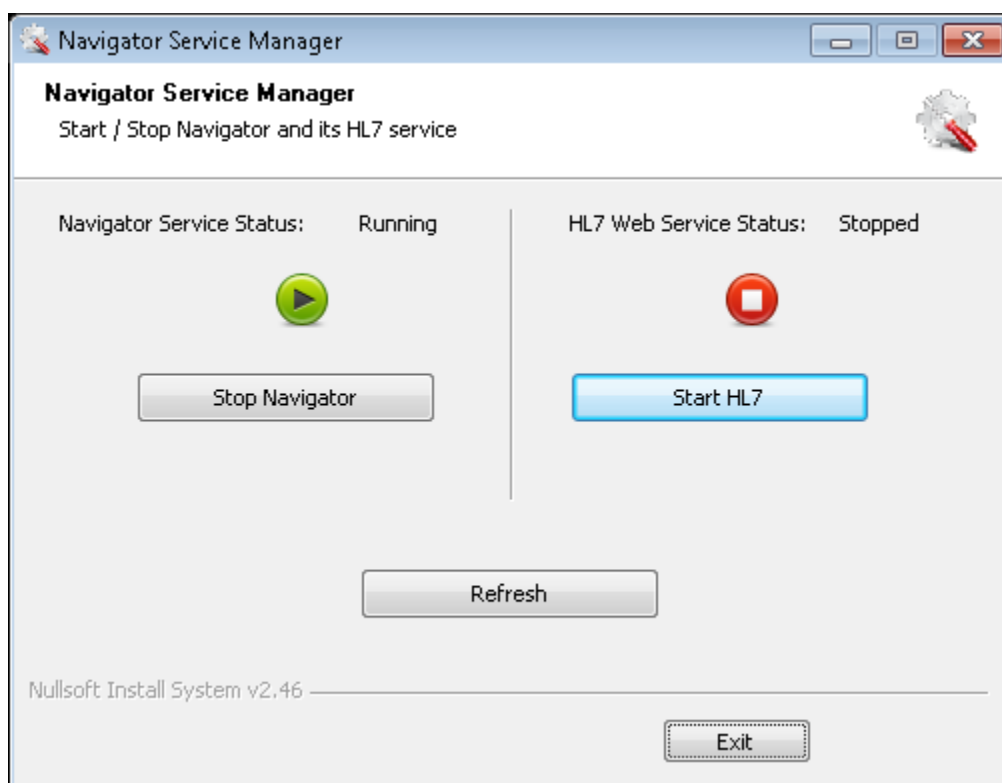 Navigator Service Manager
Navigator Service Manager
Start / Stop Navigator and its HL7 service
Navigator Service Status: Running
HL7 Web Service Status: Stopped
Stop Navigator
Start HL7
Refresh
Nullsoft Install System v2.46
Exit